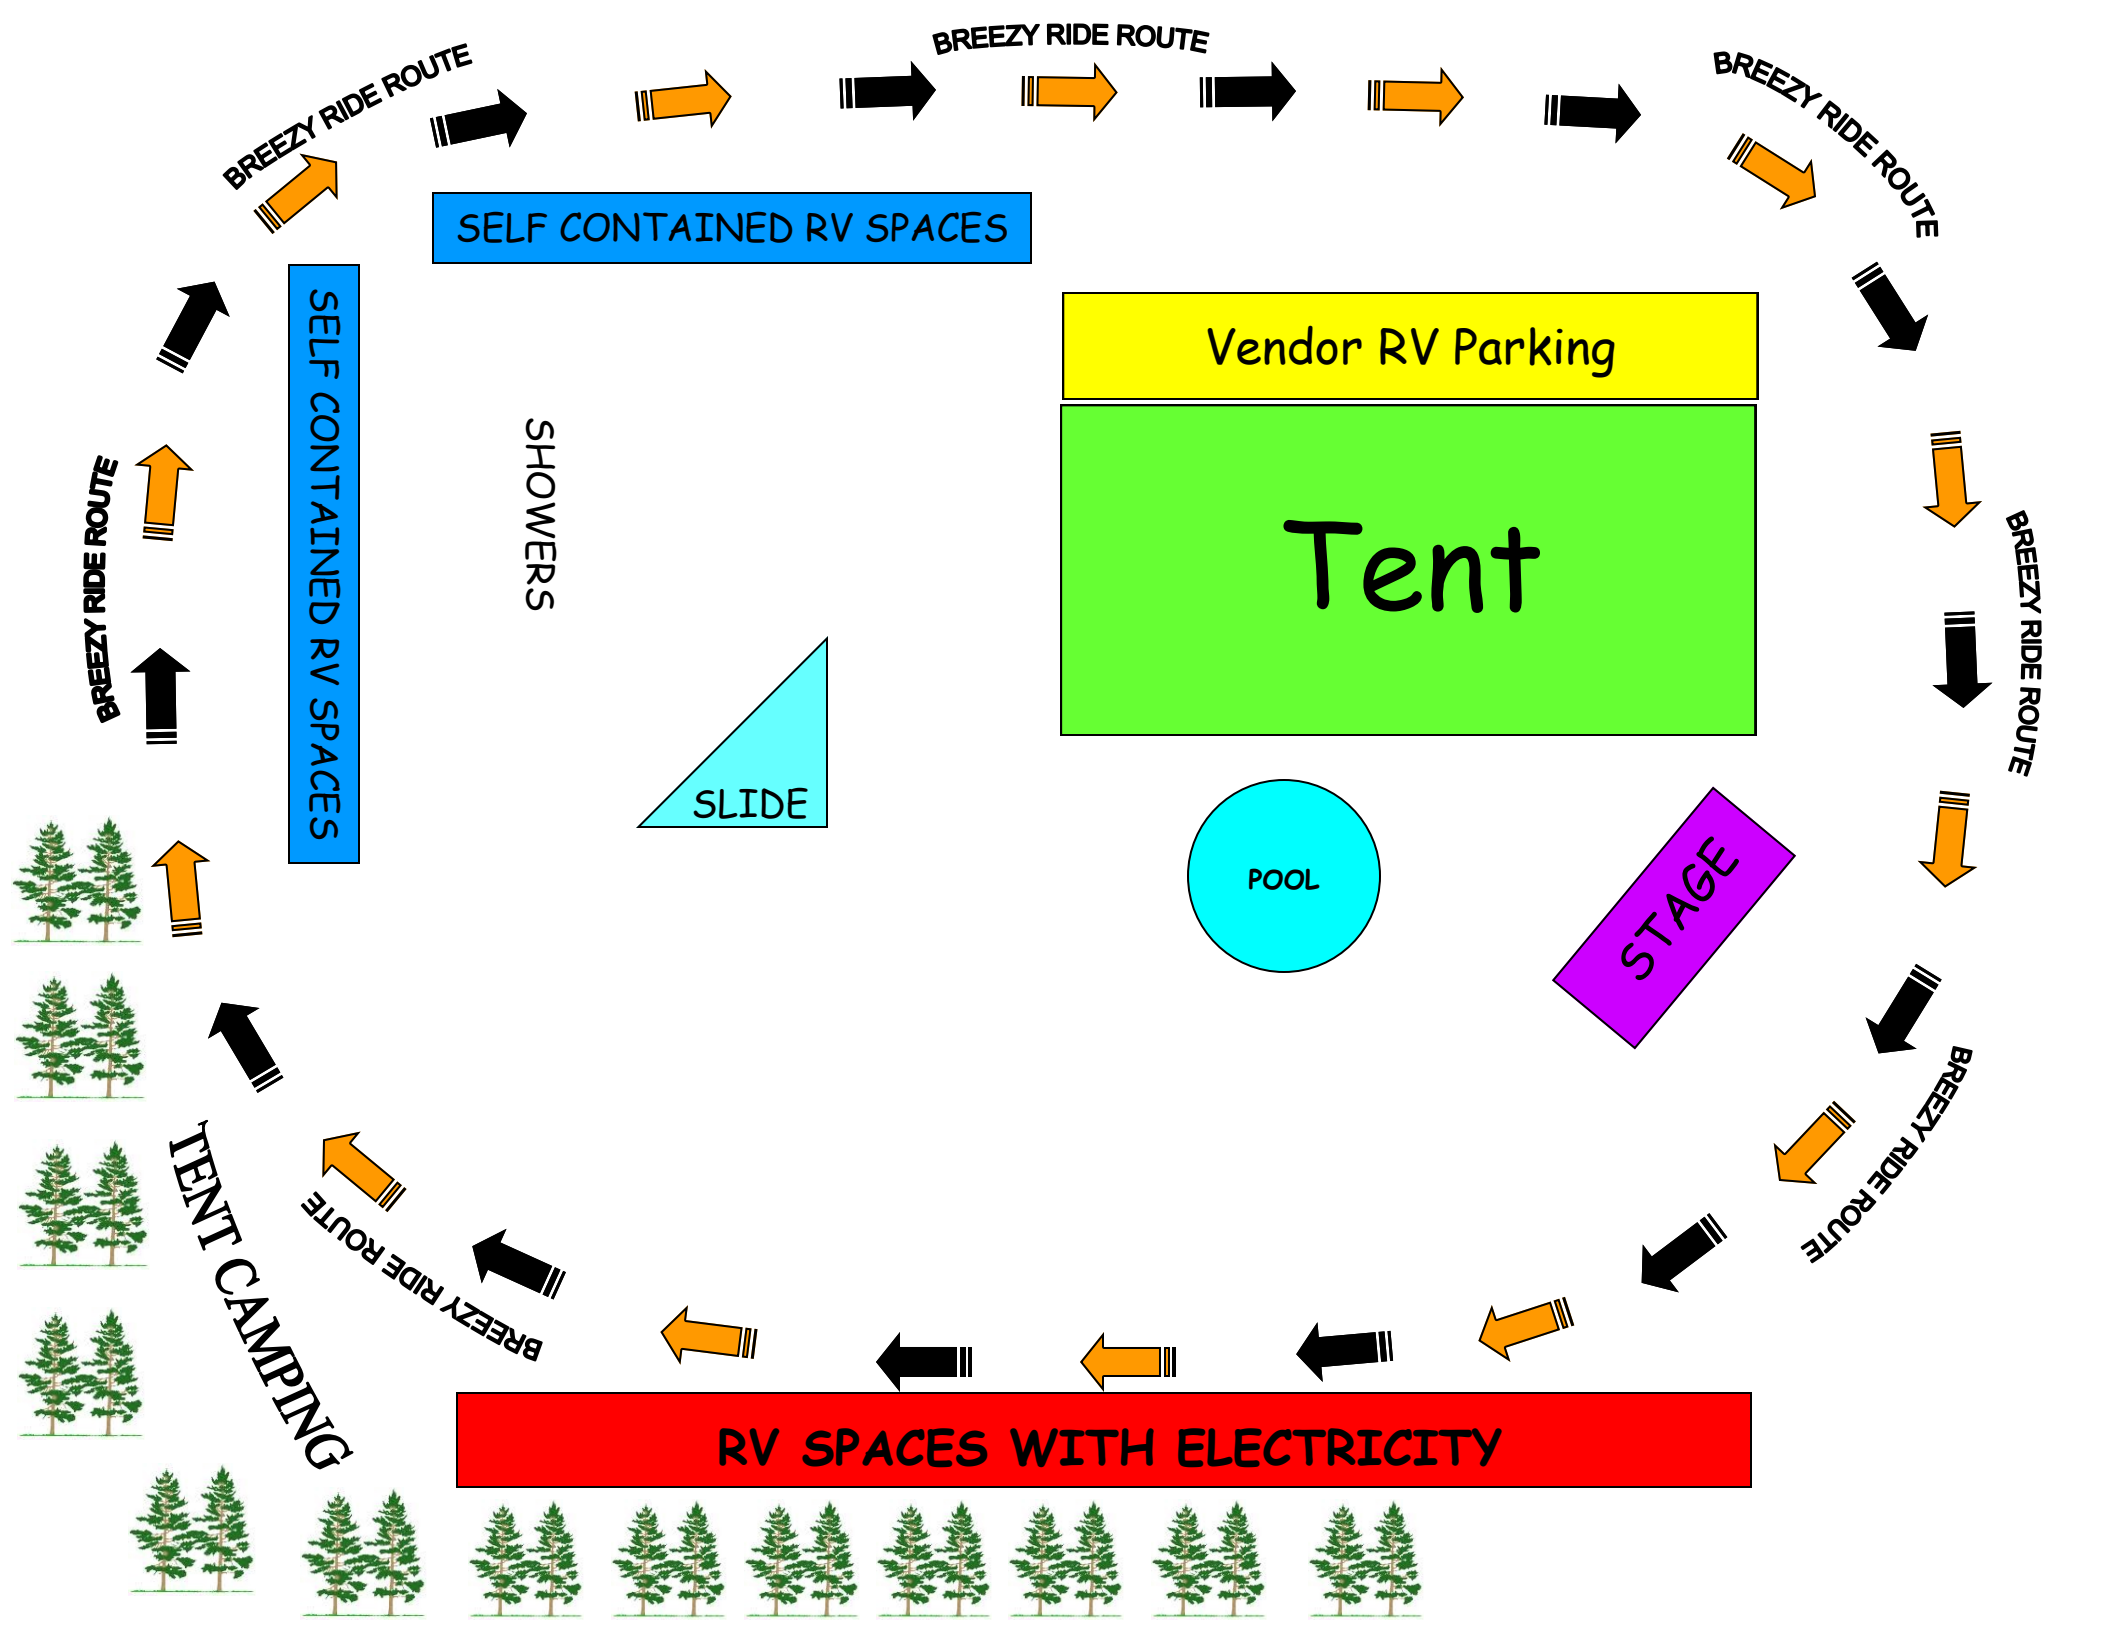 BREEZY RIDE ROUTE
BREEZY RIDE ROUTE
BREEZY RIDE ROUTE
SELF CONTAINED RV SPACES
SELF CONTAINED RV SPACES
Vendor RV Parking
SHOWERS
BREEZY RIDE ROUTE
Tent
BREEZY RIDE ROUTE
SLIDE
POOL
STAGE
BREEZY RIDE ROUTE
TENT CAMPING
BREEZY RIDE ROUTE
RV SPACES WITH ELECTRICITY